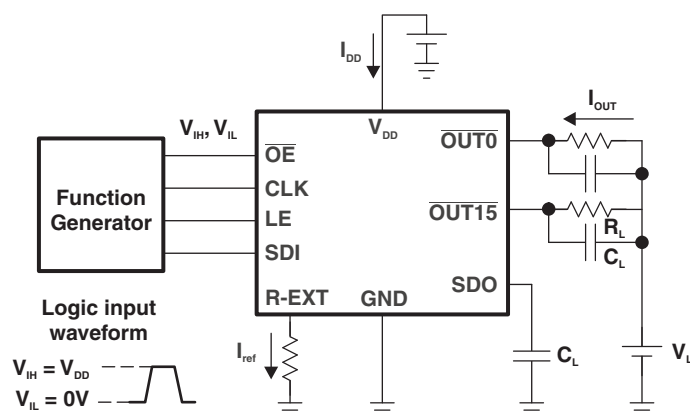 I_DD
V_IH, V_IL
V_DD
I_OUT
Function
Generator
OE
CLK
LE
SDI
OUT0
OUT15
R_L
C_L
SDO
R-EXT
GND
Logic input
waveform
I_ref
C_L
V_L
V_IH = V_DD
V_IL = 0V